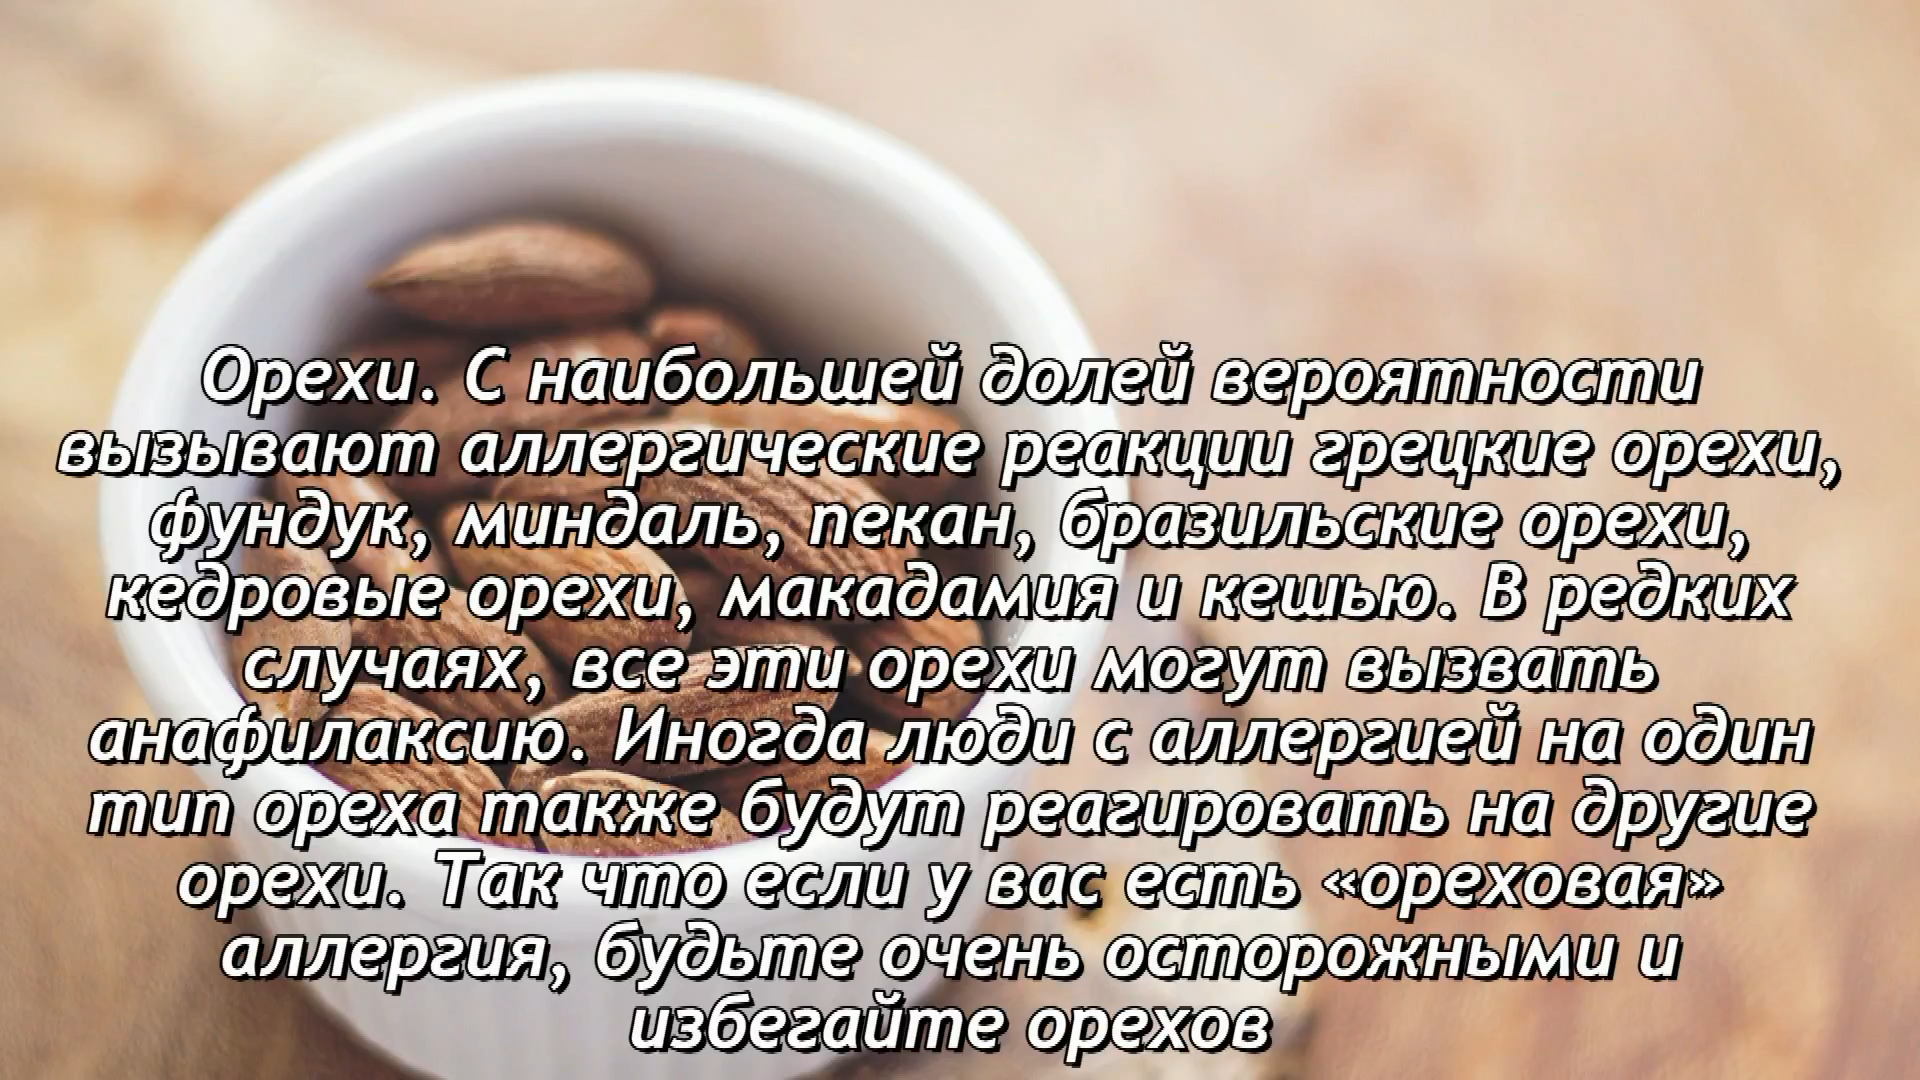 Орехи. С наибольшей долей вероятности
вызывают аллергические реакции грецкие орехи,
фундук, миндаль, пекан, бразильские орехи,
кедровые орехи, макадамия и кешью. В редких
случаях, все эти орехи могут вызвать
анафилаксию. Иногда люди с аллергией на один
тип ореха также будут реагировать на другие
орехи. Так что если у вас есть «ореховая»
аллергия, будьте очень осторожными и
избегайте орехов